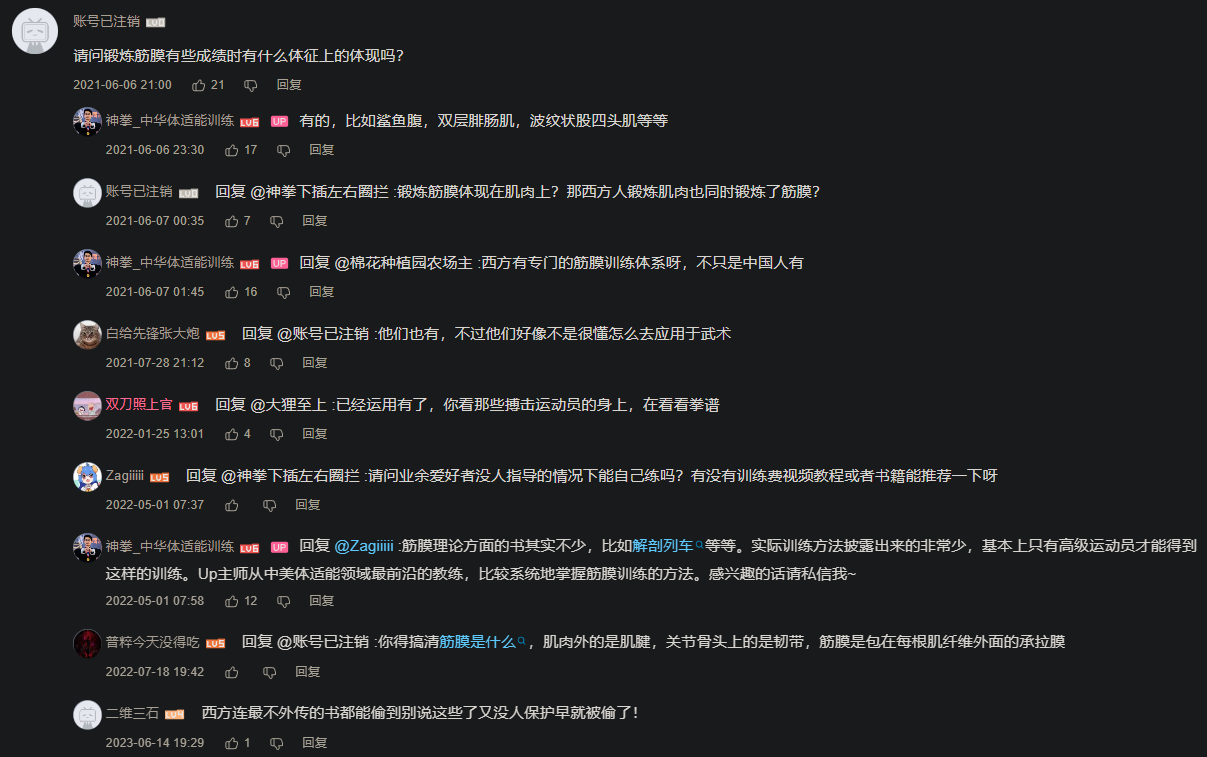 账号已注销 LV0
请问锻炼筋膜有些成绩时有什么体征上的体现吗？
2021-06-06 21:00 21 回复
神拳_中华体适能训练 LV6 UP 有的，比如鲨鱼腹，双层腓肠肌，波纹状股四头肌等等
2021-06-06 23:30 17 回复
账号已注销 LV0 回复 @神拳下插左右圈拦 :锻炼筋膜体现在肌肉上？那西方人锻炼肌肉也同时锻炼了筋膜？
2021-06-07 00:35 7 回复
神拳_中华体适能训练 LV6 UP 回复 @棉花种植园农场主 :西方有专门的筋膜训练体系呀，不只是中国人有
2021-06-07 01:45 16 回复
白给先锋张大炮 LV5 回复 @账号已注销 :他们也有，不过他们好像不是很懂怎么去应用于武术
2021-07-28 21:12 8 回复
双刀照上官 LV6 回复 @大狸至上 :已经运用有了，你看那些搏击运动员的身上，在看看拳谱
2022-01-25 13:01 4 回复
Zagiiiii LV5 回复 @神拳下插左右圈拦 :请问业余爱好者没人指导的情况下能自己练吗？有没有训练费视频教程或者书籍能推荐一下呀
2022-05-01 07:37 回复
神拳_中华体适能训练 LV6 UP 回复 @Zagiiiii :筋膜理论方面的书其实不少，比如解剖列车等等。实际训练方法披露出来的非常少，基本上只有高级运动员才能得到
这样的训练。Up主师从中美体适能领域最前沿的教练，比较系统地掌握筋膜训练的方法。感兴趣的话请私信我~
2022-05-01 07:58 12 回复
普粹今天没得吃 LV5 回复 @账号已注销 :你得搞清筋膜是什么，肌肉外的是肌腱，关节骨头上的是韧带，筋膜是包在每根肌纤维外面的承拉膜
2022-07-18 19:42 回复
二维三石 LV4 西方连最不外传的书都能偷到别说这些了又没人保护早就被偷了！
2023-06-14 19:29 1 回复